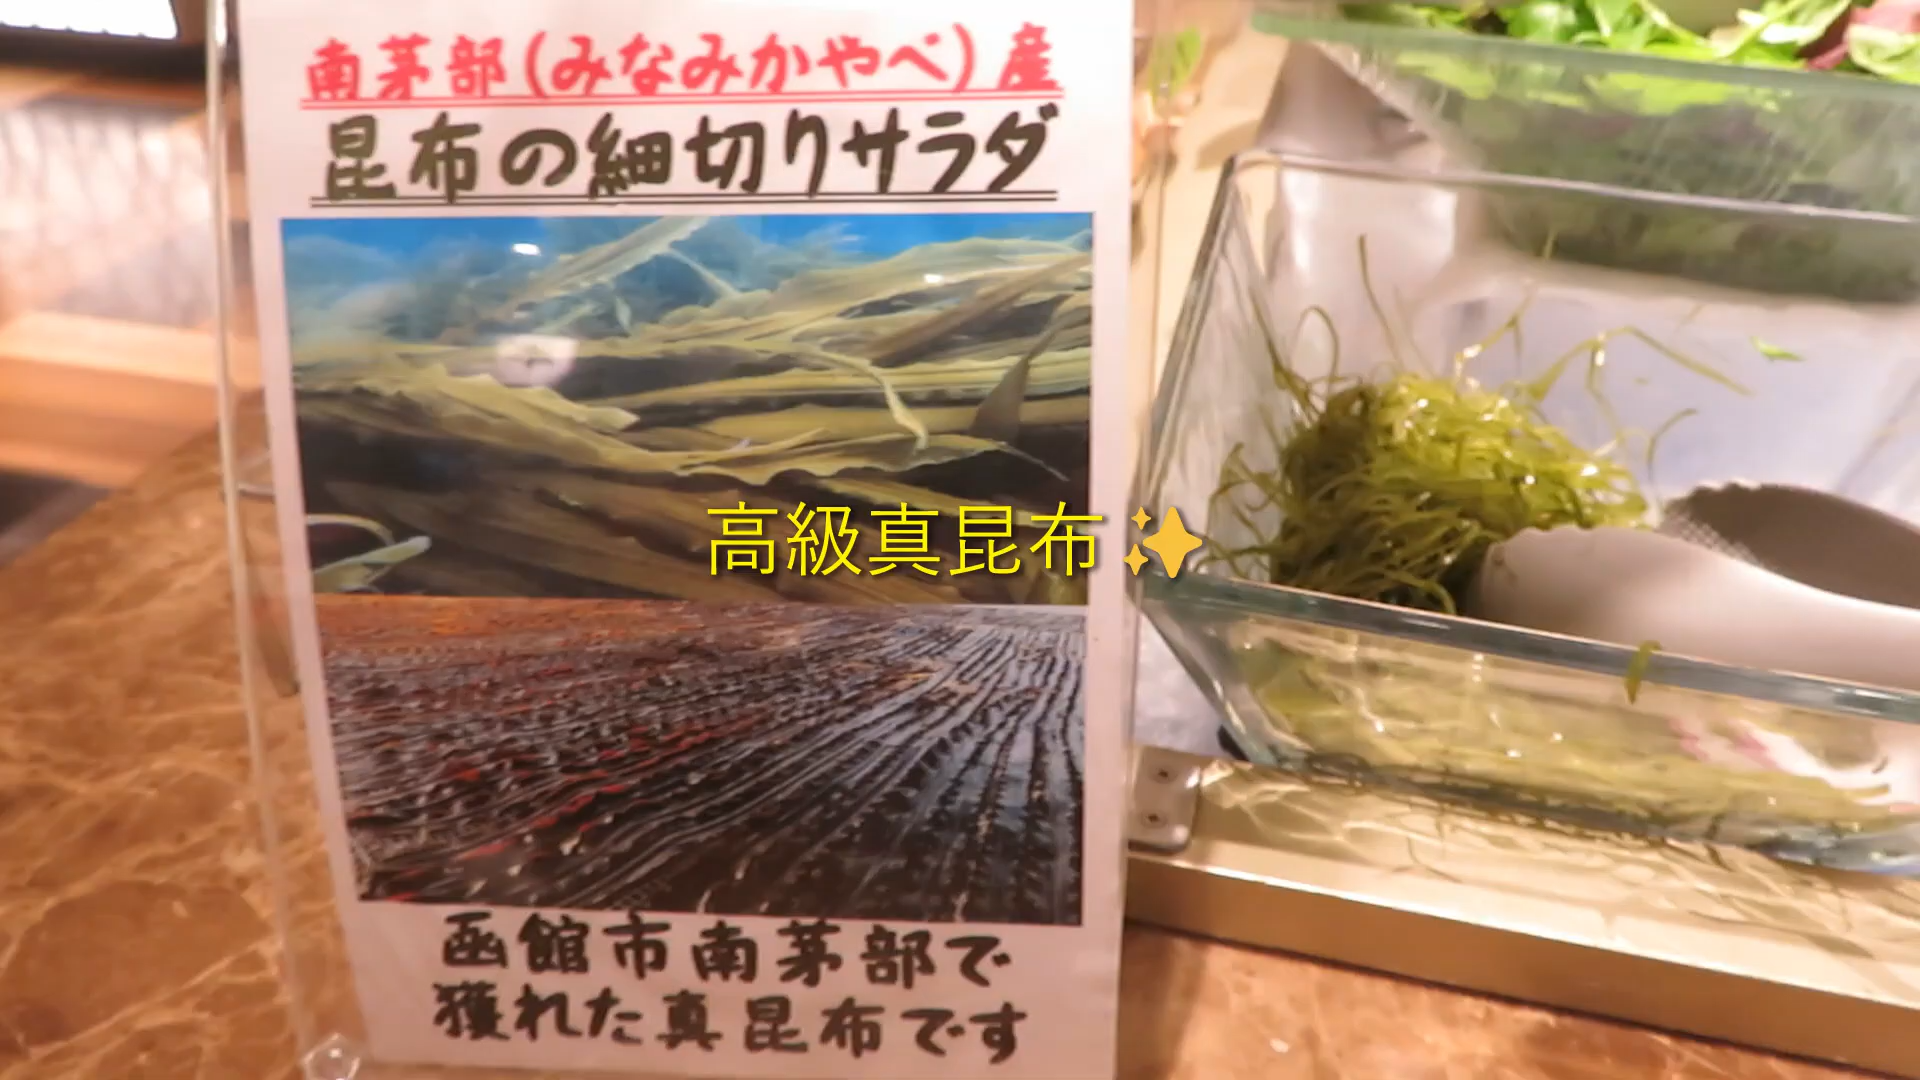 南茅部(みなみかやべ)産
昆布の細切りサラダ
高級真昆布✨
函館市南茅部で
獲れた真昆布です